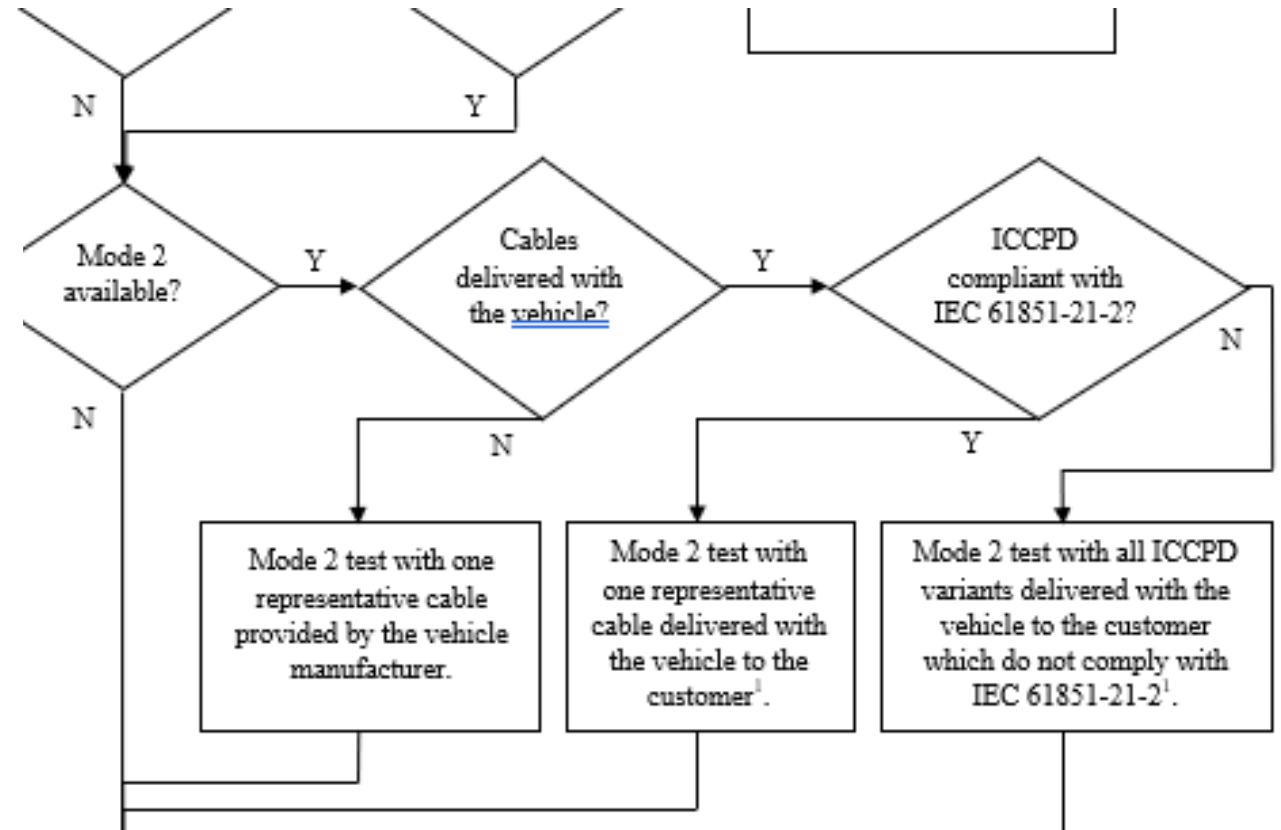 N
Y
Mode 2
available?
Y
Cables
delivered with
the vehicle?
Y
ICCPD
compliant with
IEC 61851-21-2?
N
N
N
Y
Mode 2 test with one
representative cable
provided by the vehicle
manufacturer.
Mode 2 test with
one representative
cable delivered with
the vehicle to the
customer¹.
Mode 2 test with all ICCPD
variants delivered with the
vehicle to the customer
which do not comply with
IEC 61851-21-2¹.